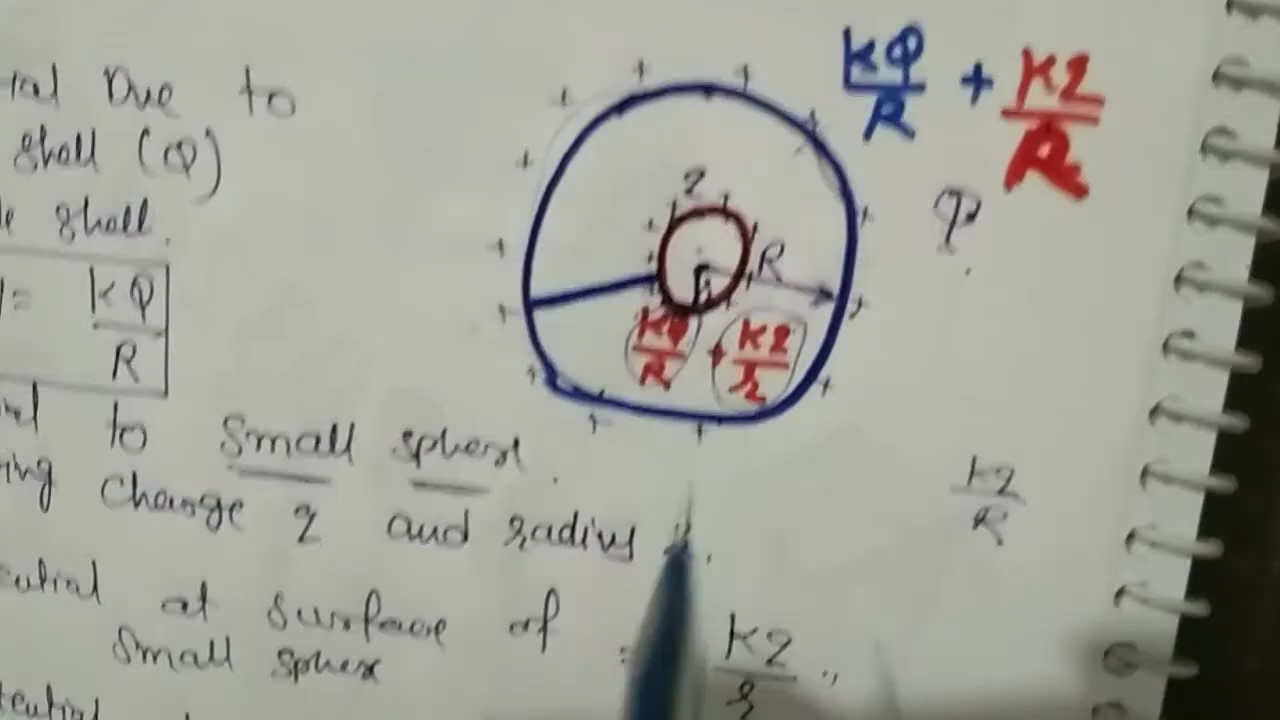 Due to
Shell (Q)
Shell.
= KQ/R
to Small sphere.
Charge q and radius
at surface of
small sphere
= Kq/r
KQ/R + Kq/R
q
R
KQ/R + Kq/r
Kq/R